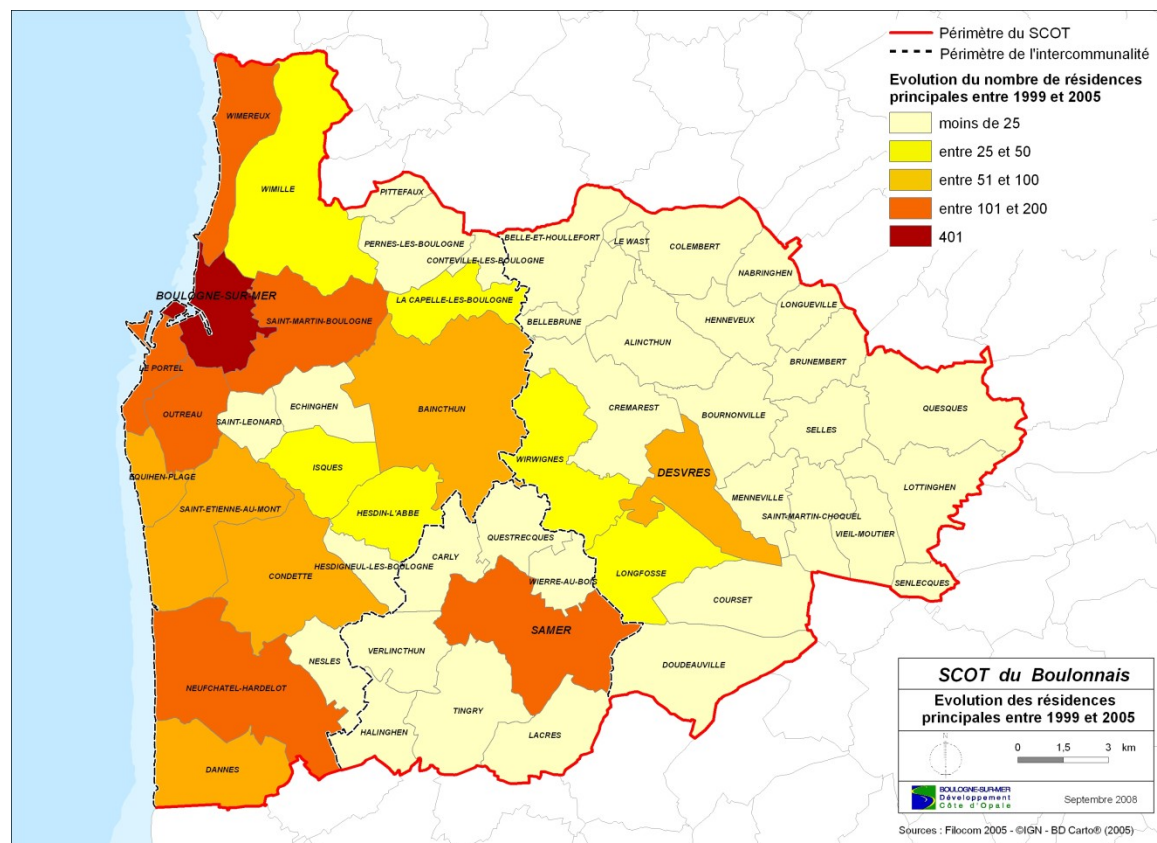 Périmètre du SCOT
Périmètre de l'intercommunalité
Evolution du nombre de résidences
principales entre 1999 et 2005
moins de 25
entre 25 et 50
entre 51 et 100
entre 101 et 200
401
WIMEREUX
WIMILLE
PITTEFAUX
PERNES-LES-BOULOGNE
CONTEVILLE-LES-BOULOGNE
BELLE-ET-HOULLEFORT
LE WAST
COLEMBERT
NABRINGHEN
LONGUEVILLE
BOULOGNE-SUR-MER
LA CAPELLE-LES-BOULOGNE
SAINT-MARTIN-BOULOGNE
BELLEBRUNE
HENNEVEUX
ALINCTHUN
BRUNEMBERT
LE PORTEL
OUTREAU
SAINT-LEONARD
ECHINGHEN
BAINCTHUN
CREMAREST
BOURNONVILLE
QUESQUES
SELLES
WIRWIGNES
DESVRES
ISQUES
EQUIHEN-PLAGE
SAINT-ETIENNE-AU-MONT
HESDIN-L'ABBE
LOTTINGHEN
MENNEVILLE
SAINT-MARTIN-CHOQUEL
VIEIL-MOUTIER
QUESTRECQUES
CARLY
HESDIGNEUL-LES-BOULOGNE
CONDETTE
WIERRE-AU-BOIS
LONGFOSSE
SENLECQUES
COURSET
SAMER
VERLINCTHUN
NESLES
DOUDEAUVILLE
NEUFCHATEL-HARDELOT
TINGRY
HALINGHEN
LACRES
DANNES
SCOT du Boulonnais
Evolution des résidences
principales entre 1999 et 2005
N
0 1,5 3 km
BOULOGNE-SUR-MER
Développement
Côte d'Opale
Septembre 2008
Sources : Filocom 2005 - ©IGN - BD Carto® (2005)